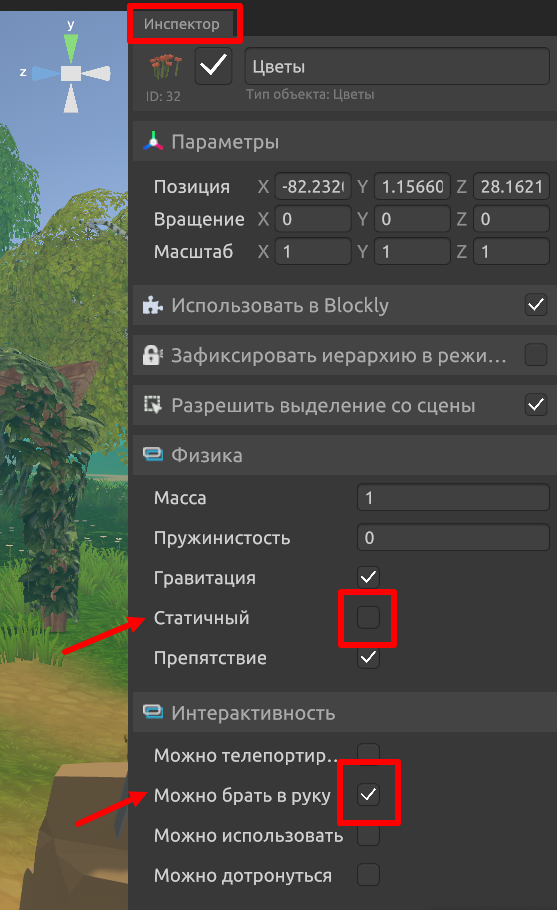 Инспектор
y
z
Цветы
ID: 32
Тип объекта: Цветы
Параметры
Позиция X -82.232 Y 1.1566 Z 28.1621
Вращение X 0 Y 0 Z 0
Масштаб X 1 Y 1 Z 1
Использовать в Blockly
Зафиксировать иерархию в режи...
Разрешить выделение со сцены
Физика
Масса 1
Пружинистость 0
Гравитация
Статичный
Препятствие
Интерактивность
Можно телепортир...
Можно брать в руку
Можно использовать
Можно дотронуться